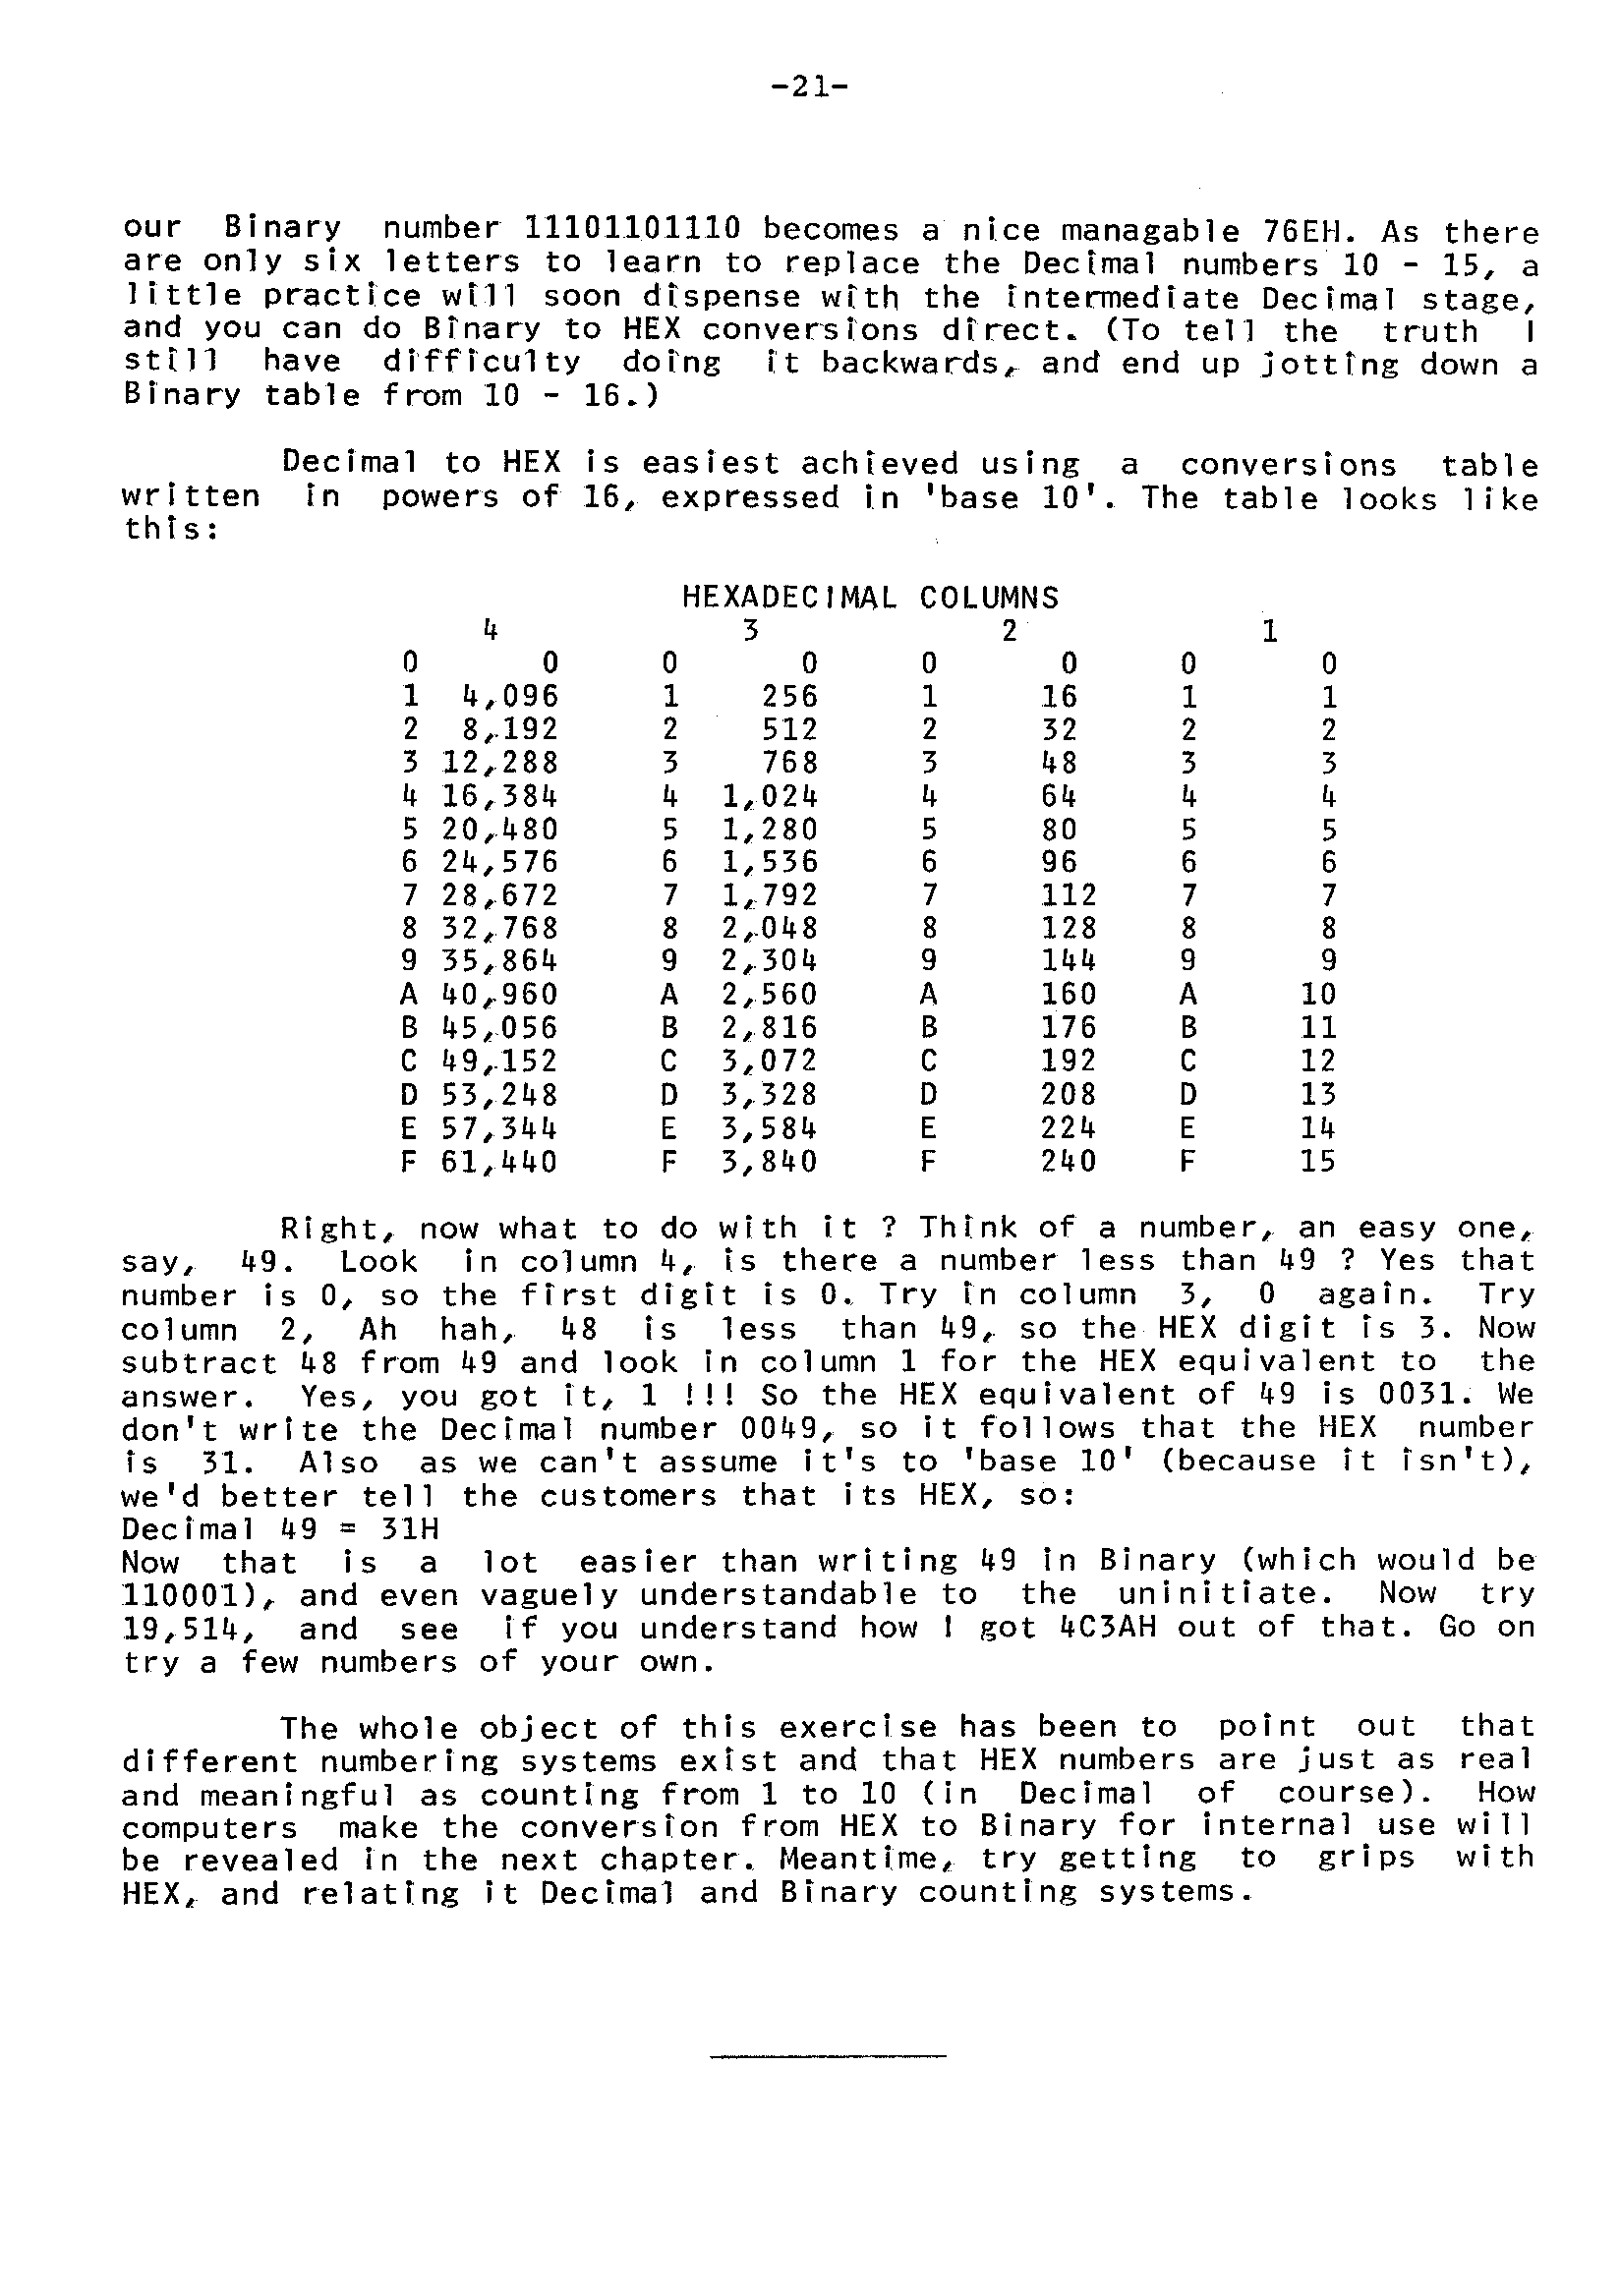 -21-
our Binary number 11101101110 becomes a nice managable 76EH. As there
are only six letters to learn to replace the Decimal numbers 10 - 15, a
little practice will soon dispense with the intermediate Decimal stage,
and you can do Binary to HEX conversions direct. (To tell the truth I
still have difficulty doing it backwards, and end up jotting down a
Binary table from 10 - 16.)
Decimal to HEX is easiest achieved using a conversions table
written in powers of 16, expressed in 'base 10'. The table looks like
this:
HEXADECIMAL COLUMNS
4 3 2 1
0 0 0 0 0 0 0 0
1 4,096 1 256 1 16 1 1
2 8,192 2 512 2 32 2 2
3 12,288 3 768 3 48 3 3
4 16,384 4 1,024 4 64 4 4
5 20,480 5 1,280 5 80 5 5
6 24,576 6 1,536 6 96 6 6
7 28,672 7 1,792 7 112 7 7
8 32,768 8 2,048 8 128 8 8
9 35,864 9 2,304 9 144 9 9
A 40,960 A 2,560 A 160 A 10
B 45,056 B 2,816 B 176 B 11
C 49,152 C 3,072 C 192 C 12
D 53,248 D 3,328 D 208 D 13
E 57,344 E 3,584 E 224 E 14
F 61,440 F 3,840 F 240 F 15
Right, now what to do with it ? Think of a number, an easy one,
say, 49. Look in column 4, is there a number less than 49 ? Yes that
number is 0, so the first digit is 0. Try in column 3, 0 again. Try
column 2, Ah hah, 48 is less than 49, so the HEX digit is 3. Now
subtract 48 from 49 and look in column 1 for the HEX equivalent to the
answer. Yes, you got it, 1 !!! So the HEX equivalent of 49 is 0031. We
don't write the Decimal number 0049, so it follows that the HEX number
is 31. Also as we can't assume it's to 'base 10' (because it isn't),
we'd better tell the customers that its HEX, so:
Decimal 49 = 31H
Now that is a lot easier than writing 49 in Binary (which would be
110001), and even vaguely understandable to the uninitiate. Now try
19,514, and see if you understand how I got 4C3AH out of that. Go on
try a few numbers of your own.
The whole object of this exercise has been to point out that
different numbering systems exist and that HEX numbers are just as real
and meaningful as counting from 1 to 10 (in Decimal of course). How
computers make the conversion from HEX to Binary for internal use will
be revealed in the next chapter. Meantime, try getting to grips with
HEX, and relating it Decimal and Binary counting systems.